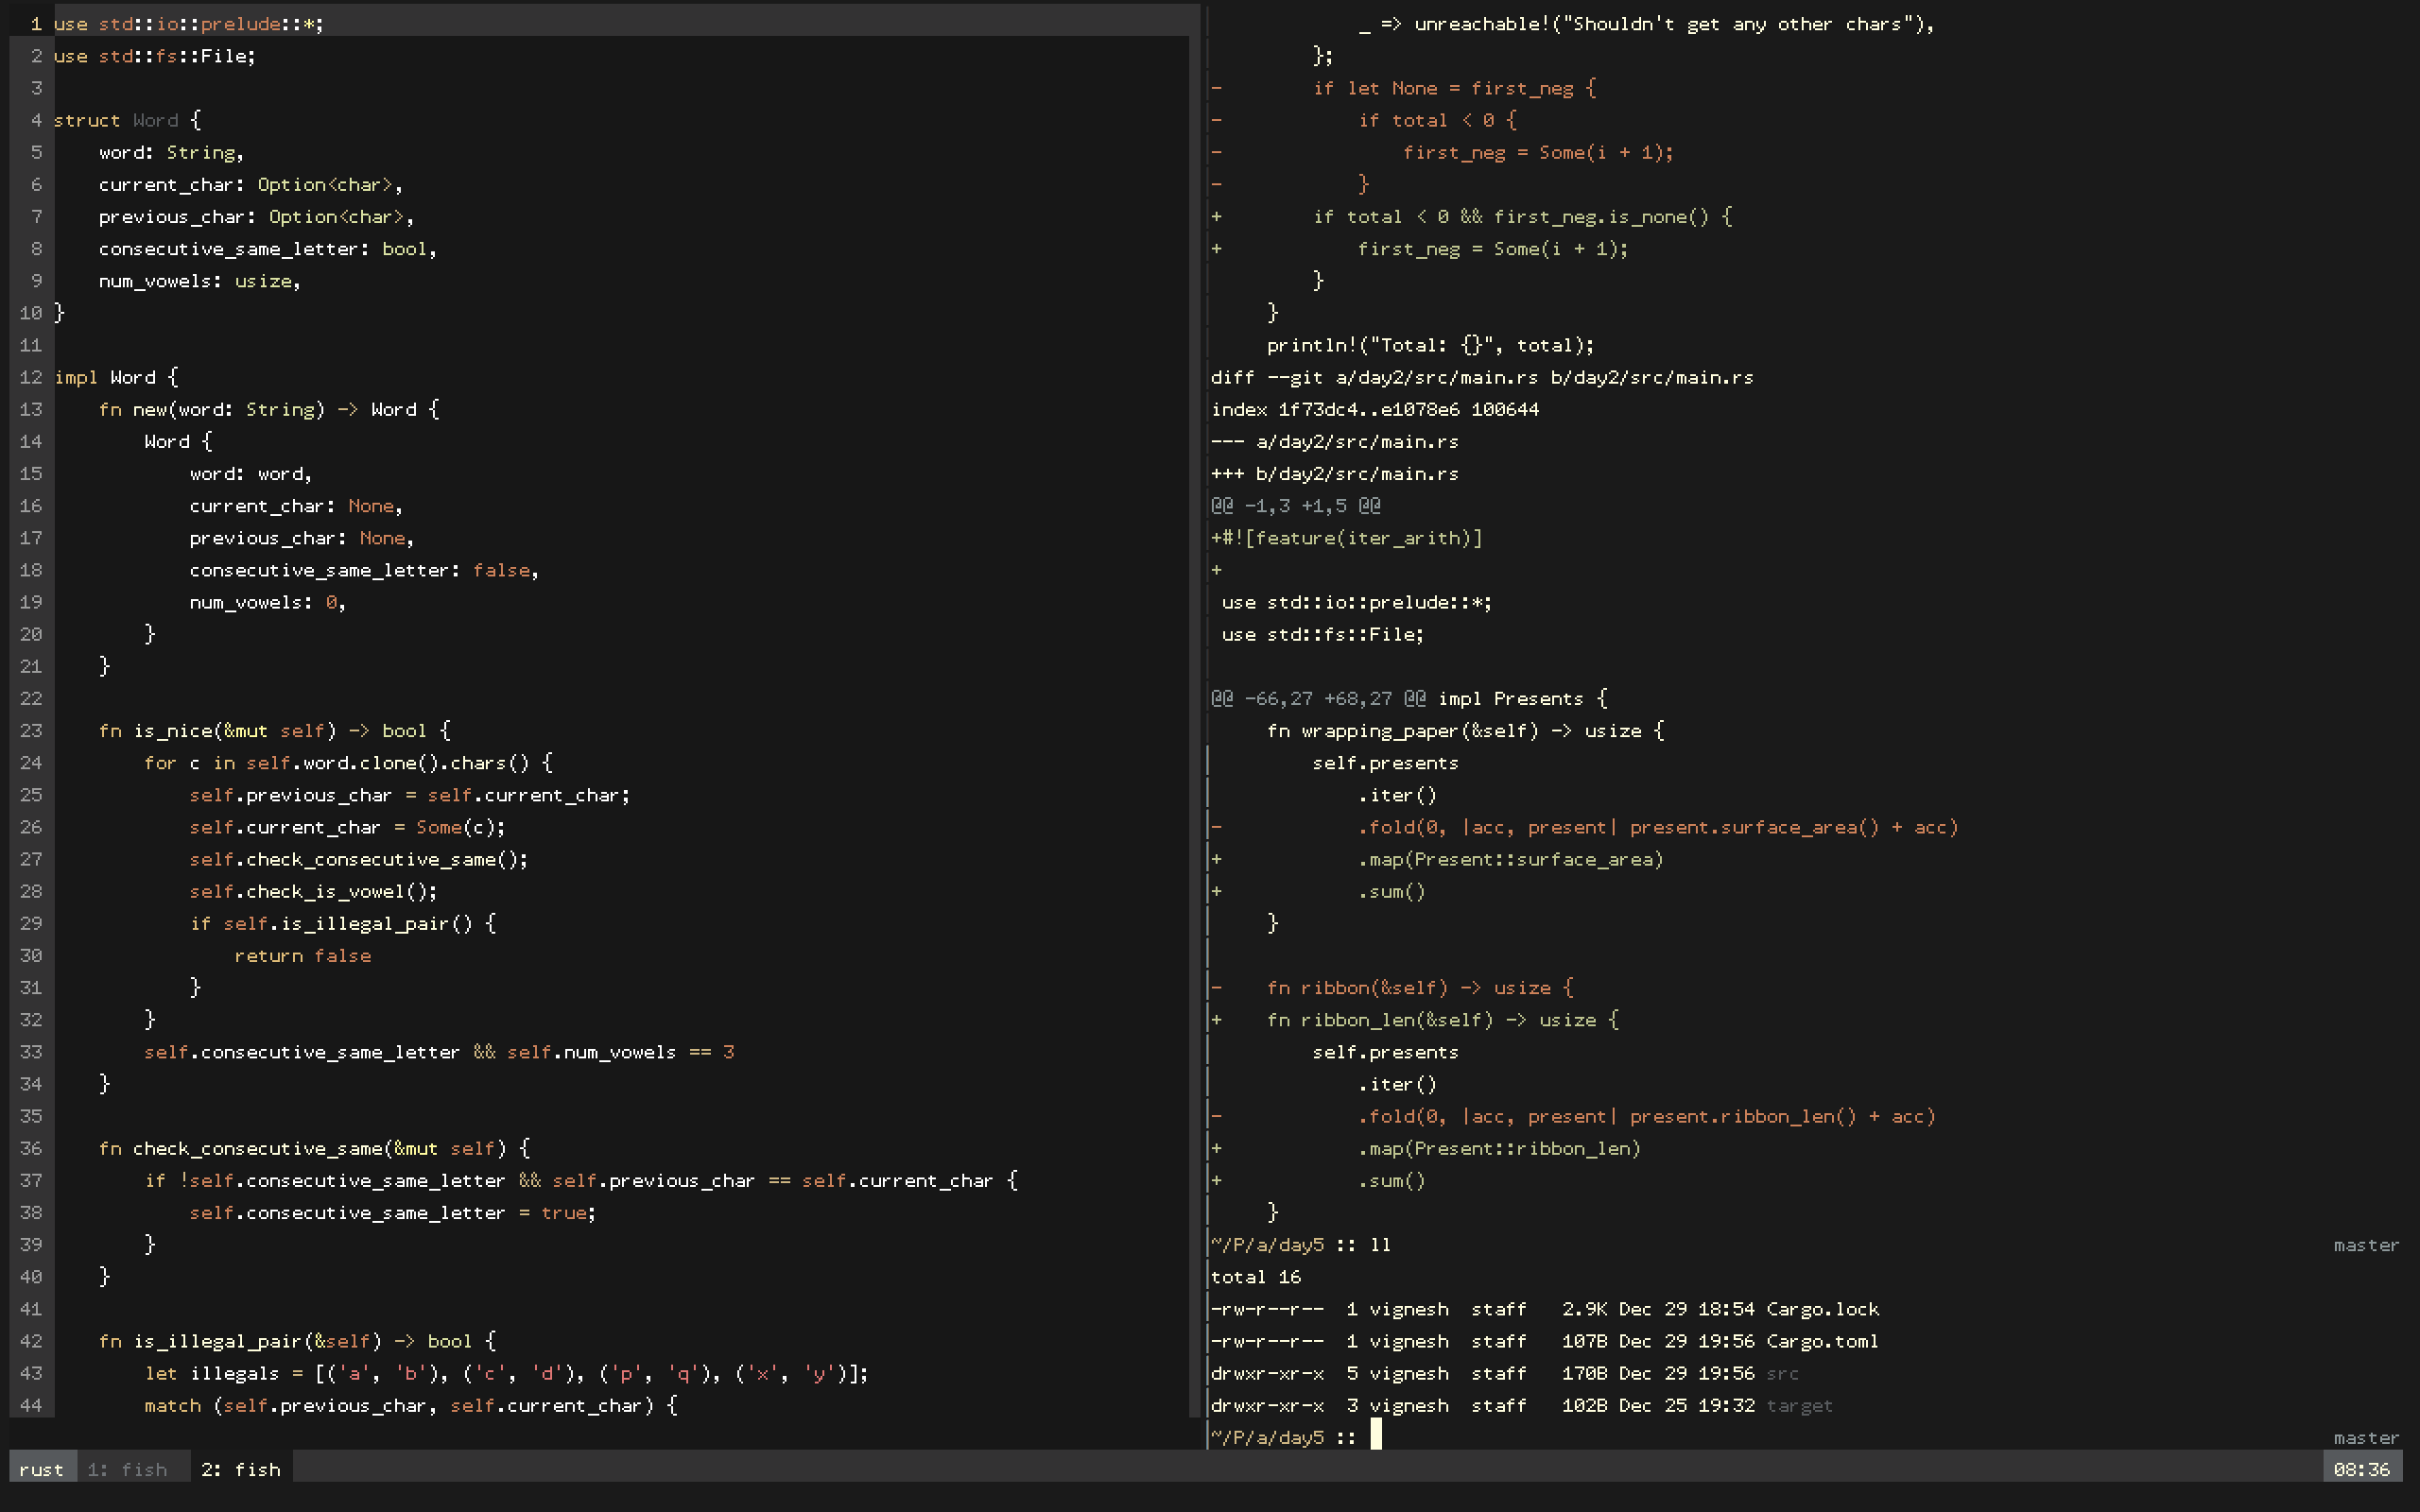 1 use std::io::prelude::*;
2 use std::fs::File;
3
4 struct Word {
5     word: String,
6     current_char: Option<char>,
7     previous_char: Option<char>,
8     consecutive_same_letter: bool,
9     num_vowels: usize,
10 }
11
12 impl Word {
13     fn new(word: String) -> Word {
14         Word {
15             word: word,
16             current_char: None,
17             previous_char: None,
18             consecutive_same_letter: false,
19             num_vowels: 0,
20         }
21     }
22
23     fn is_nice(&mut self) -> bool {
24         for c in self.word.clone().chars() {
25             self.previous_char = self.current_char;
26             self.current_char = Some(c);
27             self.check_consecutive_same();
28             self.check_is_vowel();
29             if self.is_illegal_pair() {
30                 return false
31             }
32         }
33         self.consecutive_same_letter && self.num_vowels == 3
34     }
35
36     fn check_consecutive_same(&mut self) {
37         if !self.consecutive_same_letter && self.previous_char == self.current_char {
38             self.consecutive_same_letter = true;
39         }
40     }
41
42     fn is_illegal_pair(&self) -> bool {
43         let illegals = [('a', 'b'), ('c', 'd'), ('p', 'q'), ('x', 'y')];
44         match (self.previous_char, self.current_char) {
             _ => unreachable!("Shouldn't get any other chars"),
         };
-        if let None = first_neg {
-            if total < 0 {
-                first_neg = Some(i + 1);
-            }
+        if total < 0 && first_neg.is_none() {
+            first_neg = Some(i + 1);
         }
     }
     println!("Total: {}", total);
diff --git a/day2/src/main.rs b/day2/src/main.rs
index 1f73dc4..e1078e6 100644
--- a/day2/src/main.rs
+++ b/day2/src/main.rs
@@ -1,3 +1,5 @@
+#![feature(iter_arith)]
+
 use std::io::prelude::*;
 use std::fs::File;

@@ -66,27 +68,27 @@ impl Presents {
     fn wrapping_paper(&self) -> usize {
         self.presents
             .iter()
-            .fold(0, |acc, present| present.surface_area() + acc)
+            .map(Present::surface_area)
+            .sum()
     }

-    fn ribbon(&self) -> usize {
+    fn ribbon_len(&self) -> usize {
         self.presents
             .iter()
-            .fold(0, |acc, present| present.ribbon_len() + acc)
+            .map(Present::ribbon_len)
+            .sum()
     }
~/P/a/day5 :: ll master
total 16
-rw-r--r--  1 vignesh  staff   2.9K Dec 29 18:54 Cargo.lock
-rw-r--r--  1 vignesh  staff   107B Dec 29 19:56 Cargo.toml
drwxr-xr-x  5 vignesh  staff   170B Dec 29 19:56 src
drwxr-xr-x  3 vignesh  staff   102B Dec 25 19:32 target
~/P/a/day5 :: master
rust 1: fish 2: fish 08:36